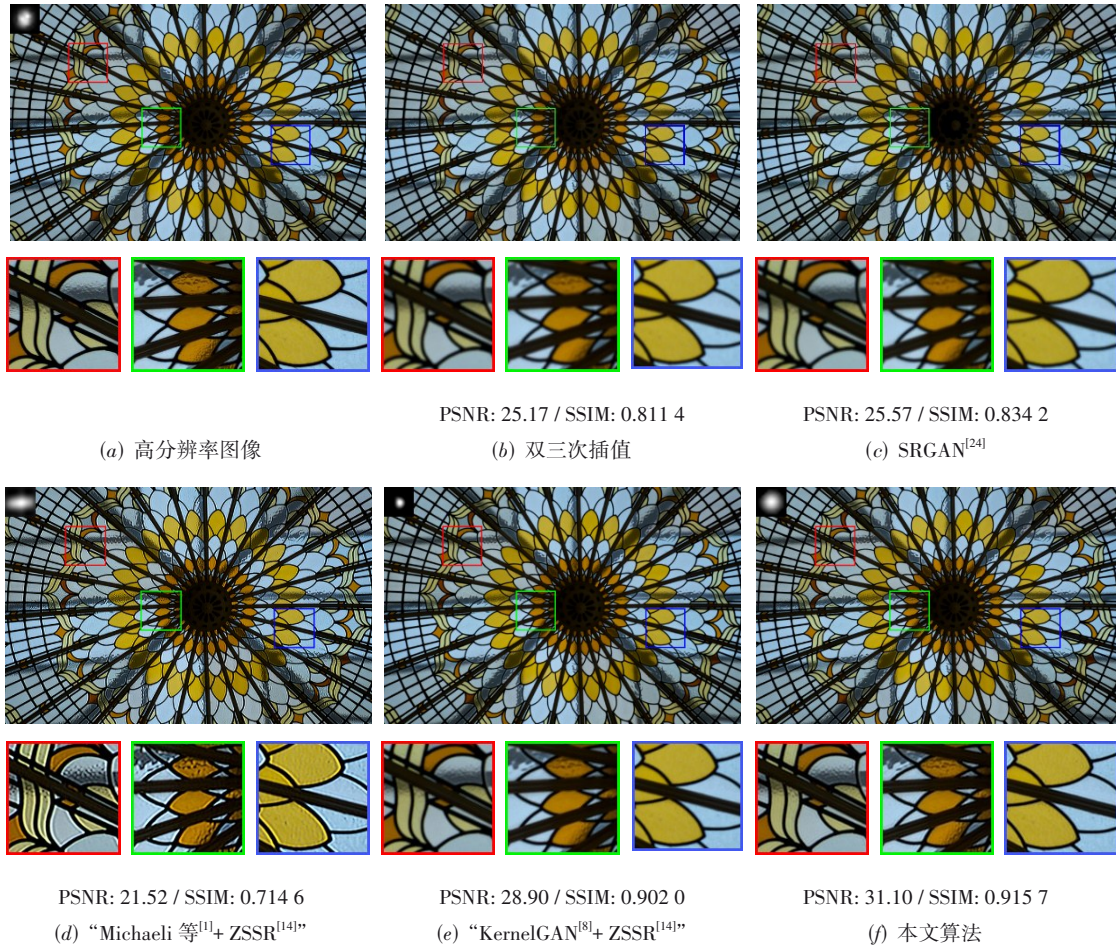 PSNR: 25.17 / SSIM: 0.811 4
PSNR: 25.57 / SSIM: 0.834 2
(a) 高分辨率图像
(b) 双三次插值
(c) SRGAN[24]
PSNR: 21.52 / SSIM: 0.714 6
PSNR: 28.90 / SSIM: 0.902 0
PSNR: 31.10 / SSIM: 0.915 7
(d) “Michaeli 等[1]+ ZSSR[14]”
(e) “KernelGAN[8]+ ZSSR[14]”
(f) 本文算法